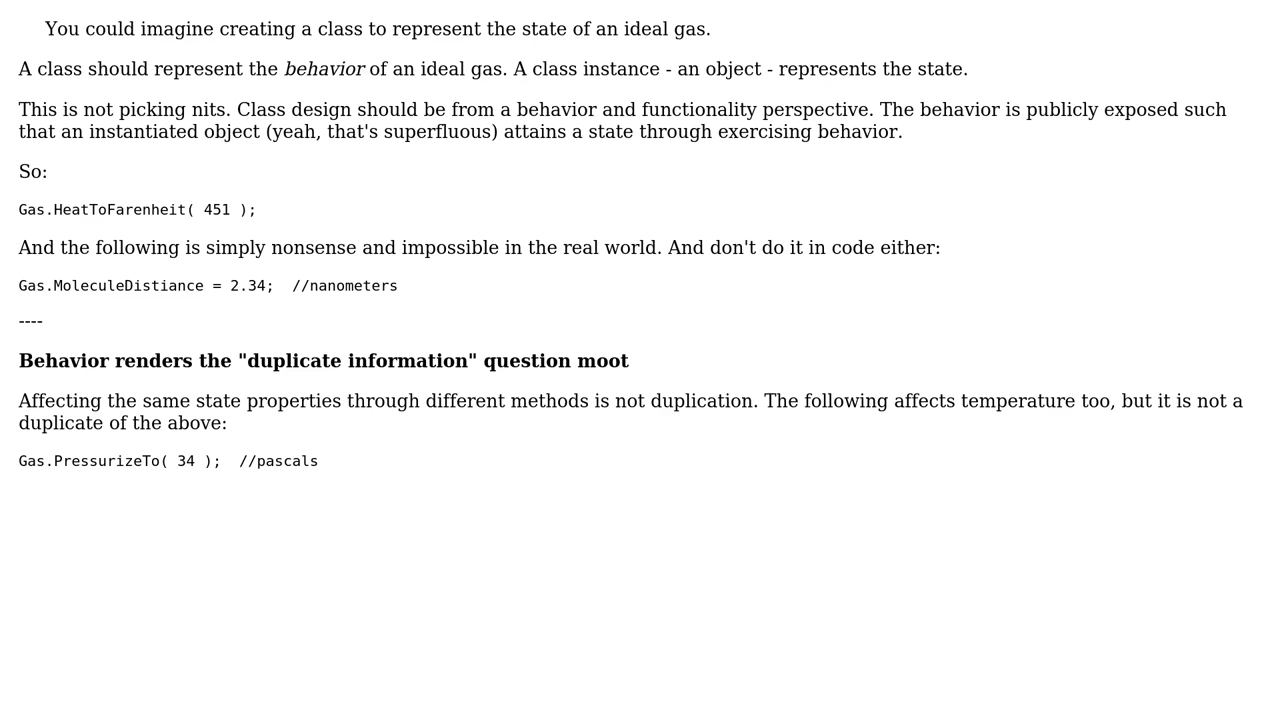 You could imagine creating a class to represent the state of an ideal gas.
A class should represent the behavior of an ideal gas. A class instance - an object - represents the state.
This is not picking nits. Class design should be from a behavior and functionality perspective. The behavior is publicly exposed such
that an instantiated object (yeah, that's superfluous) attains a state through exercising behavior.
So:
Gas.HeatToFarenheit( 451 );
And the following is simply nonsense and impossible in the real world. And don't do it in code either:
Gas.MoleculeDistiance = 2.34;  //nanometers
----
Behavior renders the "duplicate information" question moot
Affecting the same state properties through different methods is not duplication. The following affects temperature too, but it is not a
duplicate of the above:
Gas.PressurizeTo( 34 );  //pascals